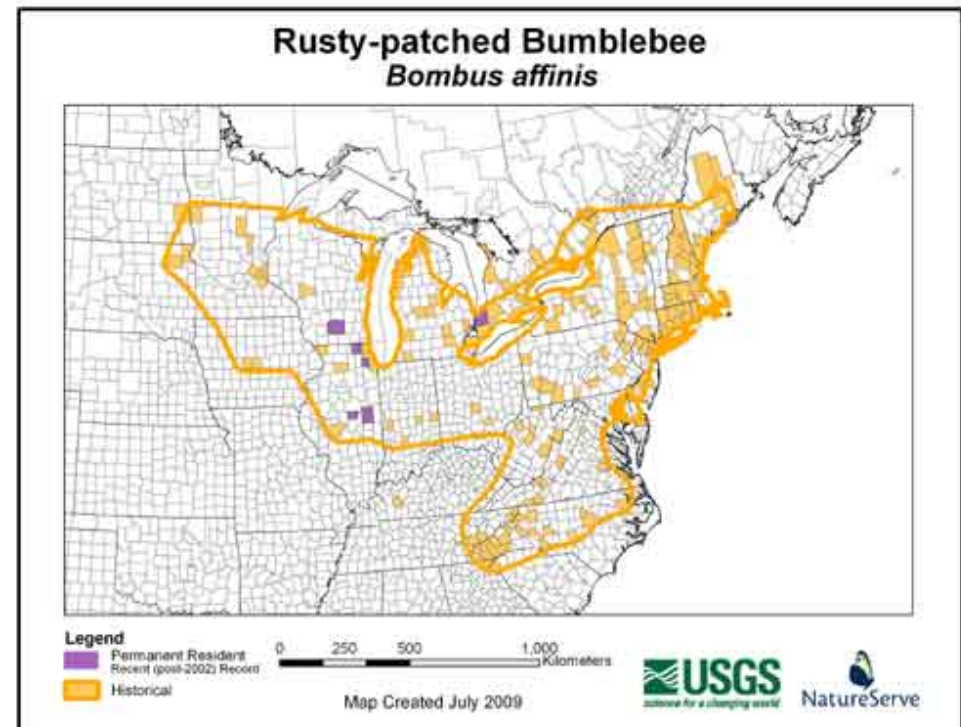 Rusty-patched Bumblebee
Bombus affinis
Legend
Permanent Resident
Recent (post-2002) Record
Historical
0 250 500 1,000
Kilometers
Map Created July 2009
USGS
science for a changing world
NatureServe